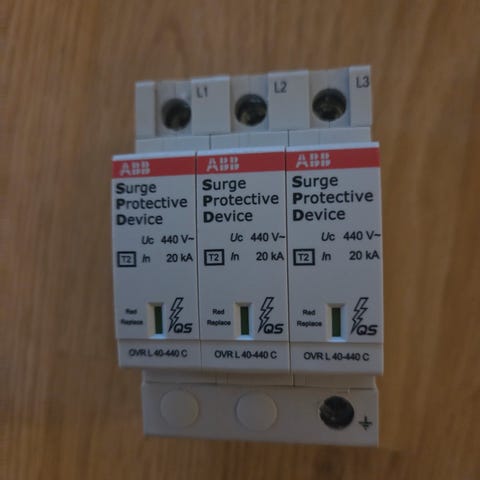 L1 L2 L3
ABB ABB ABB
Surge Surge Surge
Protective Protective Protective
Device Device Device
Uc 440 V~ Uc 440 V~ Uc 440 V~
T2 In 20 kA T2 In 20 kA T2 In 20 kA
Red Red Red
Replace Replace Replace
QS QS QS
OVR L 40-440 C OVR L 40-440 C OVR L 40-440 C